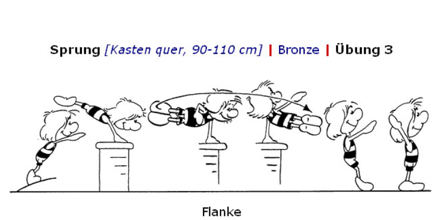 Sprung [Kasten quer, 90-110 cm] | Bronze | Übung 3
Flanke